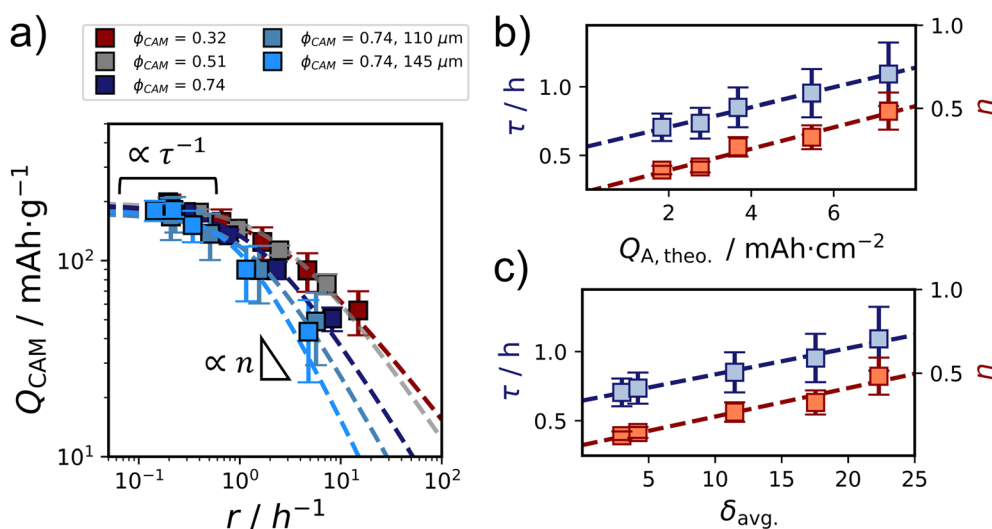 a)
ϕCAM = 0.32
ϕCAM = 0.51
ϕCAM = 0.74
ϕCAM = 0.74, 110 μm
ϕCAM = 0.74, 145 μm
∝ τ⁻¹
∝ n
QCAM / mAh·g⁻¹
10²
10¹
10⁻¹ 10⁰ 10¹ 10²
r / h⁻¹
b)
τ / h
1.0
0.5
n
1.0
0.5
2 4 6
QA, theo. / mAh·cm⁻²
c)
τ / h
1.0
0.5
n
1.0
0.5
5 10 15 20 25
δavg.